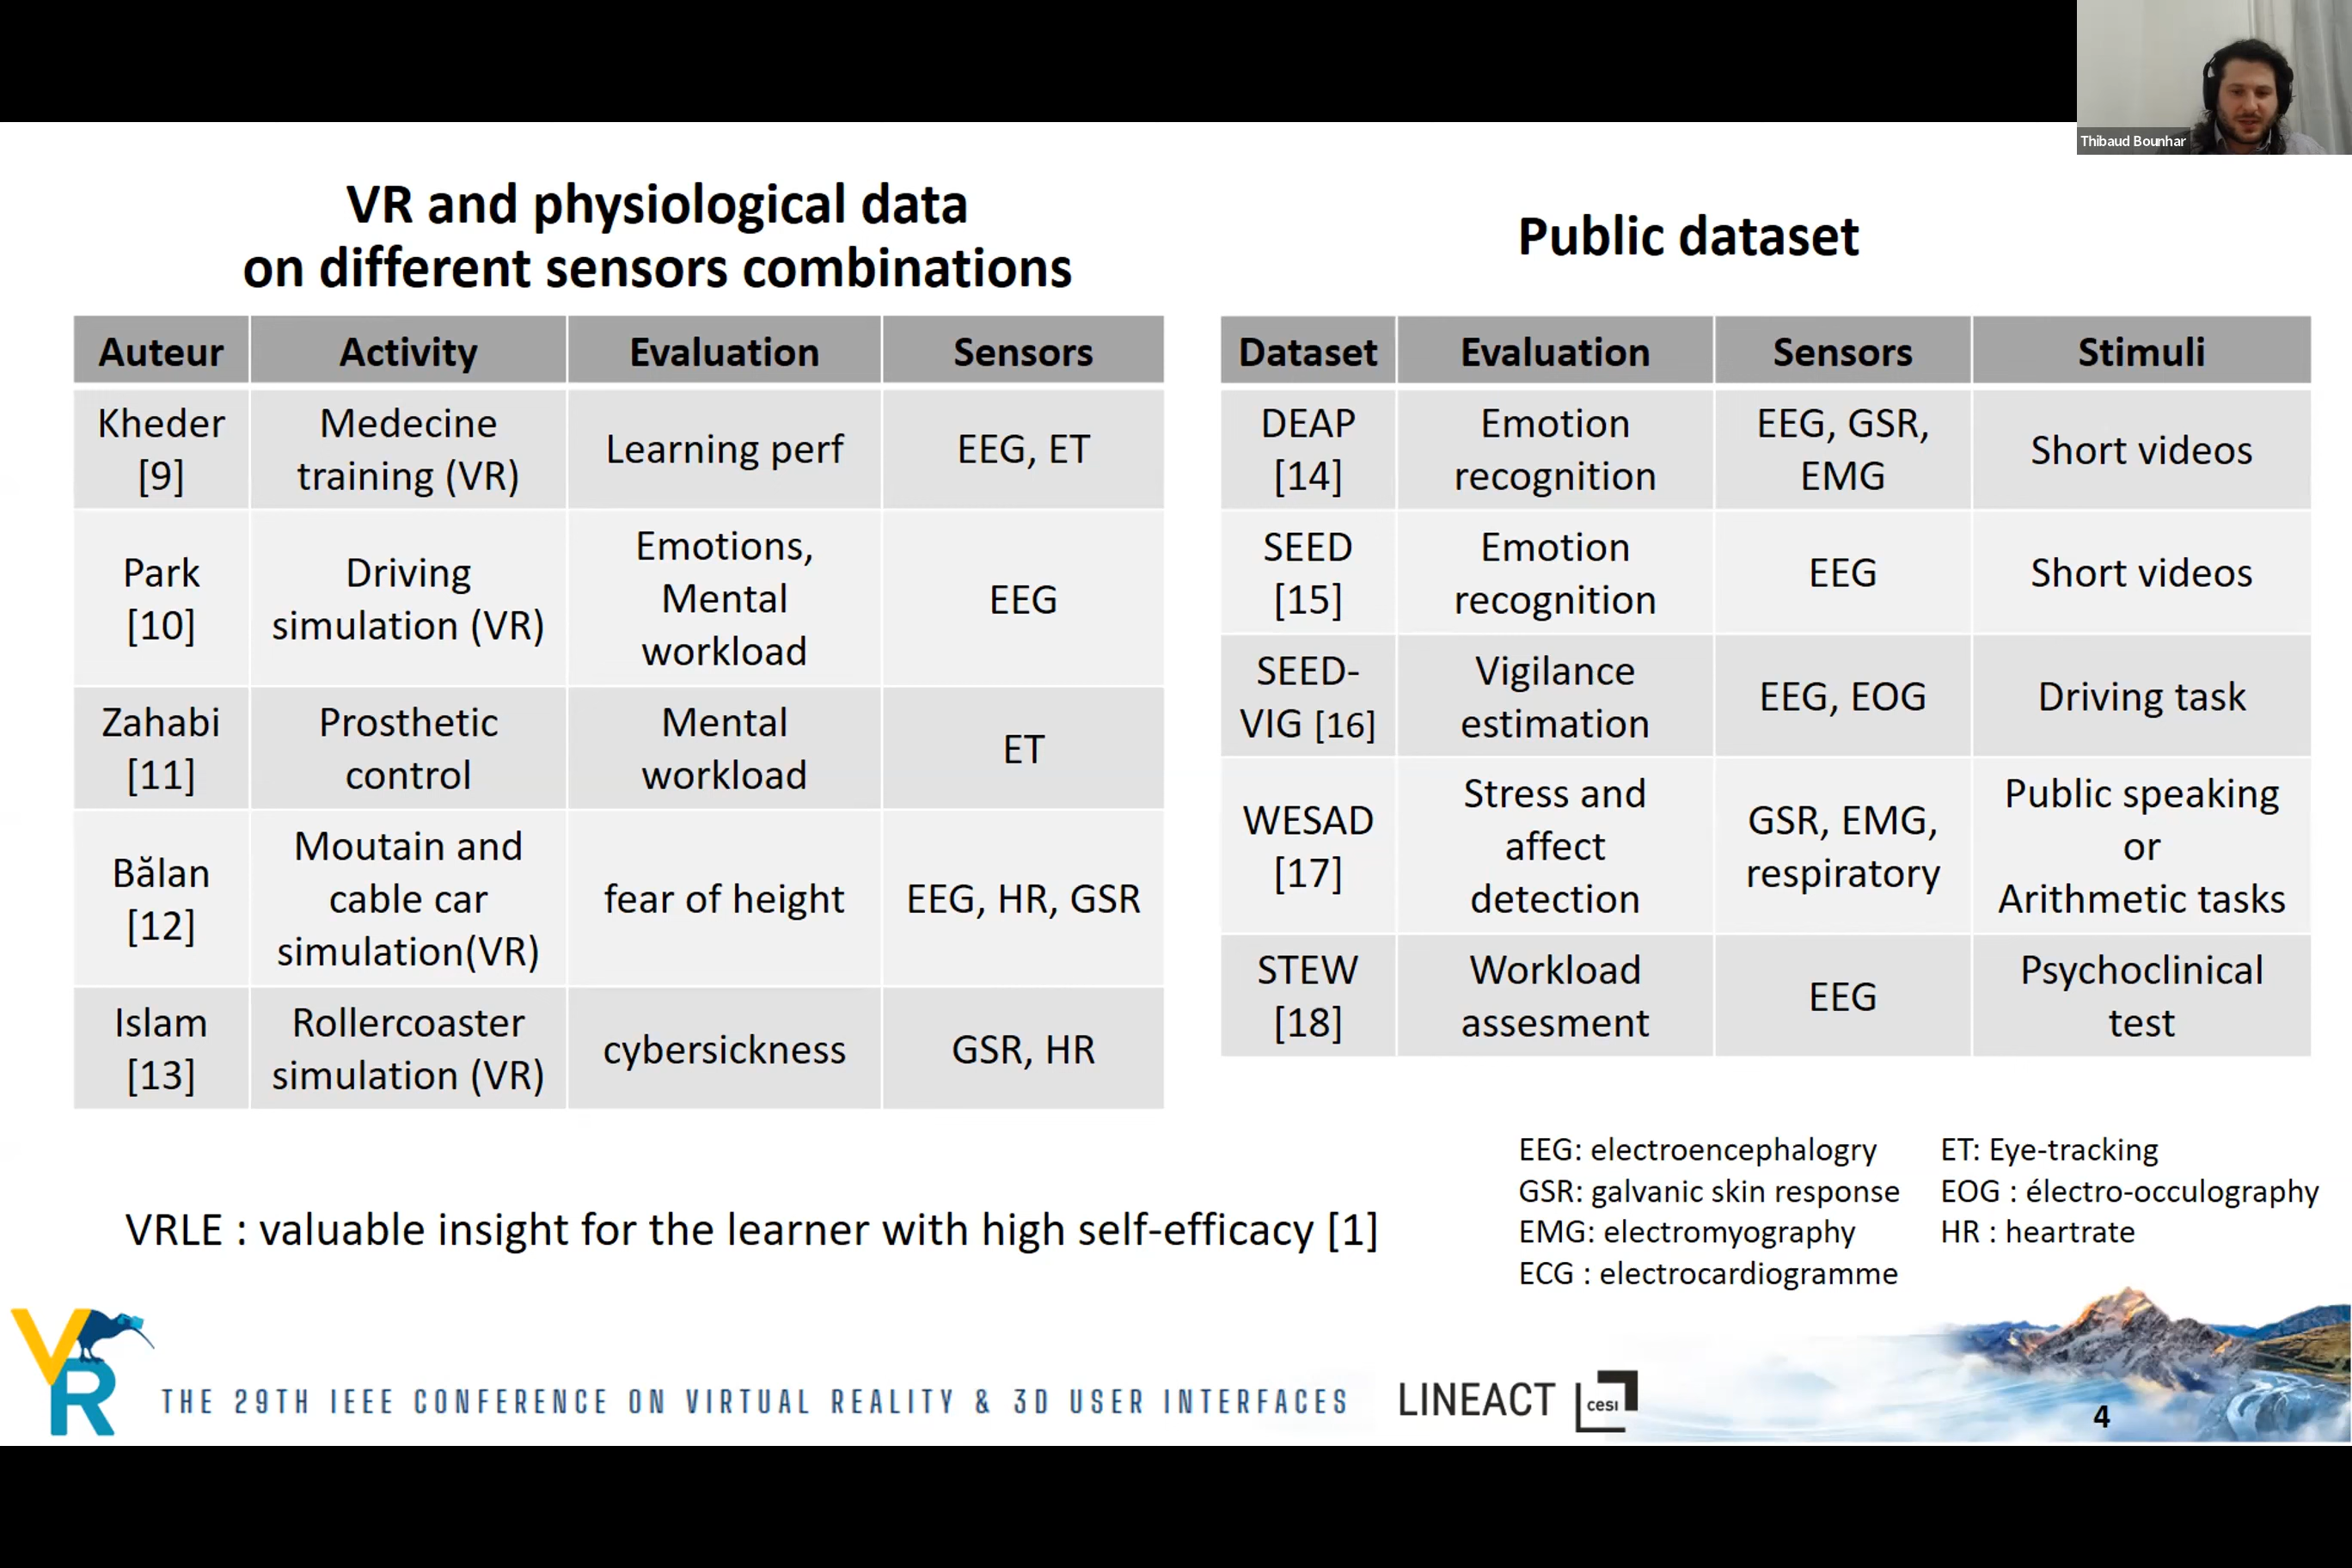 Thibaud Bounhar
VR and physiological data
on different sensors combinations
Auteur Activity Evaluation Sensors
Kheder
[9]
Medecine
training (VR)
Learning perf
EEG, ET
Park
[10]
Driving
simulation (VR)
Emotions,
Mental
workload
EEG
Zahabi
[11]
Prosthetic
control
Mental
workload
ET
Bălan
[12]
Moutain and
cable car
simulation(VR)
fear of height
EEG, HR, GSR
Islam
[13]
Rollercoaster
simulation (VR)
cybersickness
GSR, HR
Public dataset
Dataset Evaluation Sensors Stimuli
DEAP
[14]
Emotion
recognition
EEG, GSR,
EMG
Short videos
SEED
[15]
Emotion
recognition
EEG
Short videos
SEED-
VIG [16]
Vigilance
estimation
EEG, EOG
Driving task
WESAD
[17]
Stress and
affect
detection
GSR, EMG,
respiratory
Public speaking
or
Arithmetic tasks
STEW
[18]
Workload
assesment
EEG
Psychoclinical
test
EEG: electroencephalogry
GSR: galvanic skin response
EMG: electromyography
ECG : electrocardiogramme
ET: Eye-tracking
EOG : électro-occulography
HR : heartrate
VRLE : valuable insight for the learner with high self-efficacy [1]
VR
THE 29TH IEEE CONFERENCE ON VIRTUAL REALITY & 3D USER INTERFACES
LINEACT
cesi
4